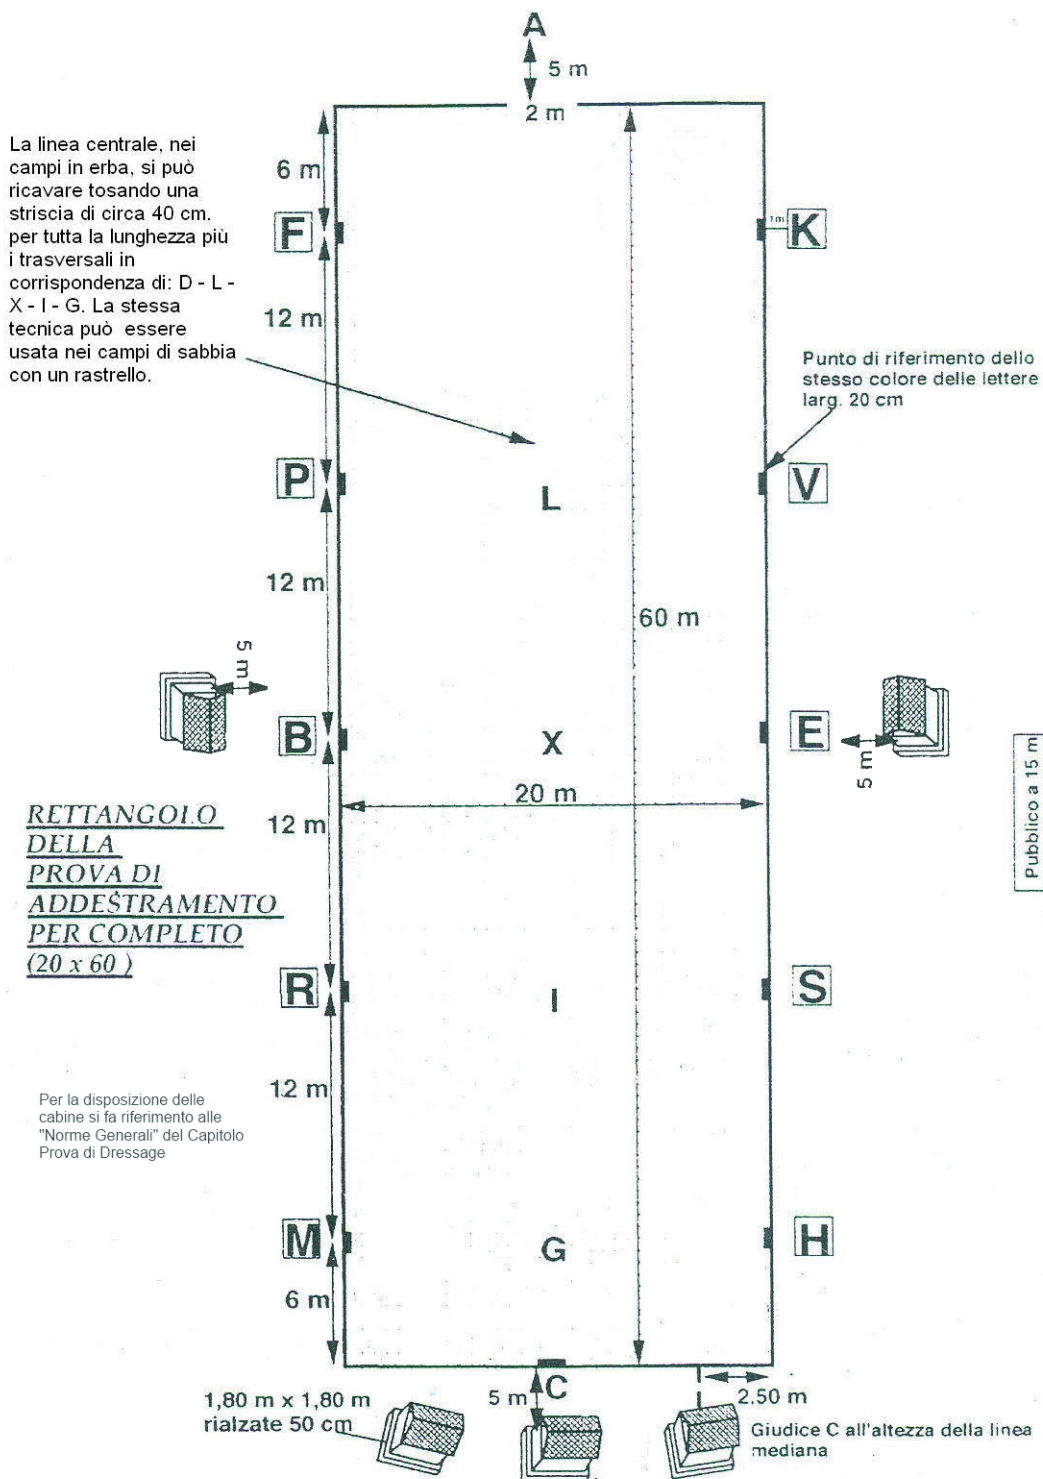 A
5 m
2 m
La linea centrale, nei
campi in erba, si può
ricavare tosando una
striscia di circa 40 cm.
per tutta la lunghezza più
i trasversali in
corrispondenza di: D - L -
X - I - G. La stessa
tecnica può essere
usata nei campi di sabbia
con un rastrello.
6 m
F
1m
K
12 m
Punto di riferimento dello
stesso colore delle lettere
larg. 20 cm
P
L
V
12 m
60 m
5 m
B
X
E
5 m
Pubblico a 15 m
20 m
12 m
RETTANGOLO
DELLA
PROVA DI
ADDESTRAMENTO
PER COMPLETO
(20 x 60 )
R
I
S
12 m
Per la disposizione delle
cabine si fa riferimento alle
"Norme Generali" del Capitolo
Prova di Dressage
M
G
H
6 m
1,80 m x 1,80 m
rialzate 50 cm
5 m
C
2.50 m
Giudice C all'altezza della linea
mediana